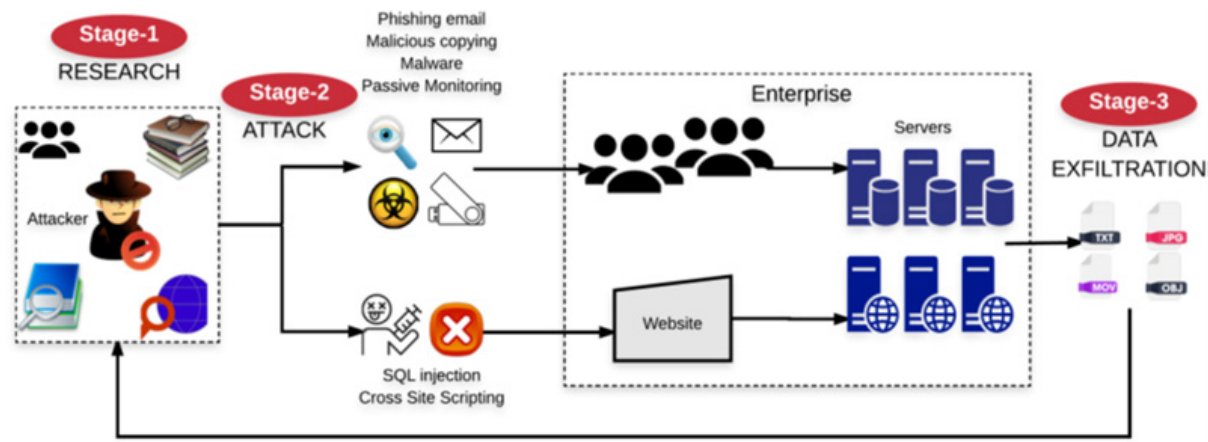 Stage-1
RESEARCH
Attacker
Stage-2
ATTACK
Phishing email
Malicious copying
Malware
Passive Monitoring
SQL injection
Cross Site Scripting
Enterprise
Servers
Website
Stage-3
DATA
EXFILTRATION
TXT
JPG
MOV
OBJ